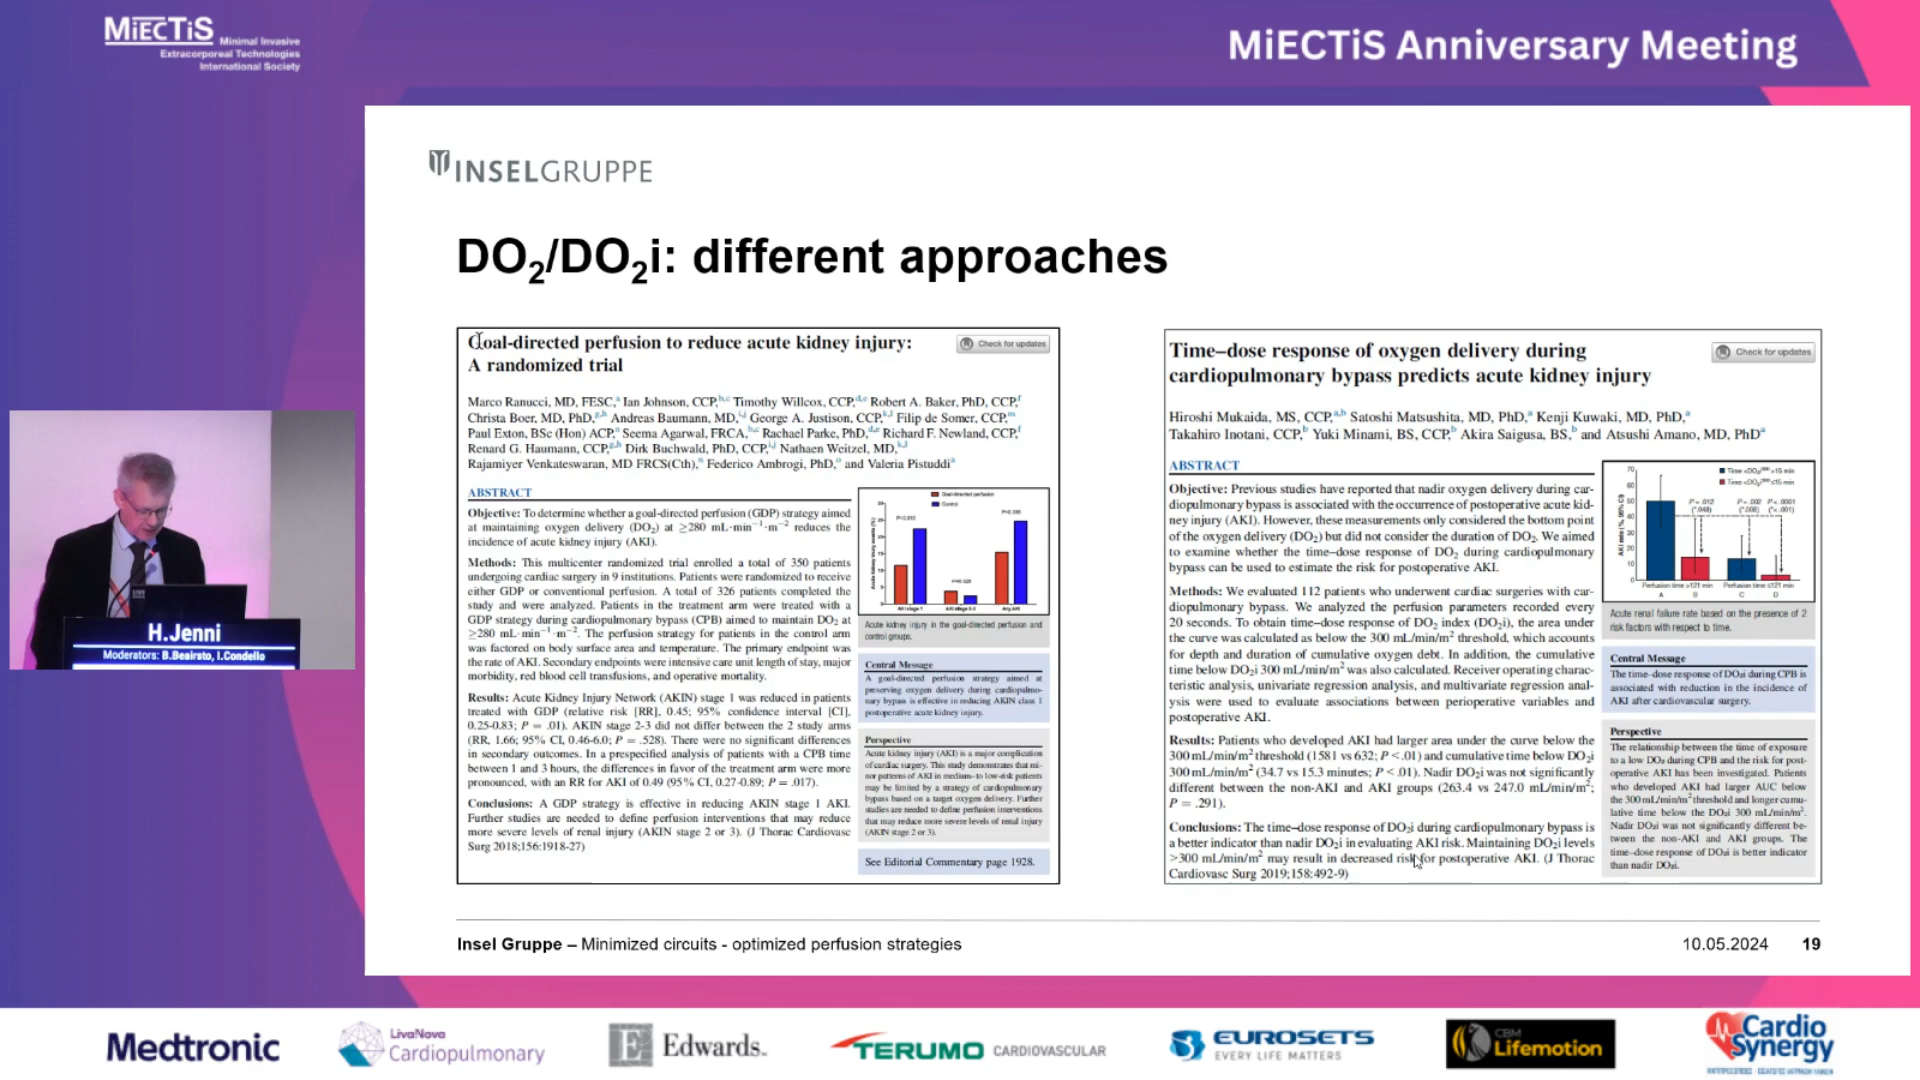 MiECTiS
Minimal Invasive
Extracorporeal Technologies
International Society
MiECTiS Anniversary Meeting
INSELGRUPPE
DO2/DO2i: different approaches
Goal-directed perfusion to reduce acute kidney injury:
A randomized trial
Check for updates
Marco Ranucci, MD, FESC,a Ian Johnson, CCP,b,c Timothy Willcox, CCP,d,e Robert A. Baker, PhD, CCP,f
Christa Boer, MD, PhD,g,h Andreas Baumann, MD,i,j George A. Justison, CCP,k,l Filip de Somer, CCP,m
Paul Exton, BSc (Hon) ACP,n Seema Agarwal, FRCA,b,c Rachael Parke, PhD,d,e Richard F. Newland, CCP,f
Renard G. Haumann, CCP,g,h Dirk Buchwald, PhD, CCP,i,j Nathaen Weitzel, MD,k,l
Rajamiyer Venkateswaran, MD FRCS(Cth),n Federico Ambrogi, PhD,o and Valeria Pistuddia
ABSTRACT
Objective: To determine whether a goal-directed perfusion (GDP) strategy aimed
at maintaining oxygen delivery (DO2) at ≥280 mL·min−1·m−2 reduces the
incidence of acute kidney injury (AKI).
Methods: This multicenter randomized trial enrolled a total of 350 patients
undergoing cardiac surgery in 9 institutions. Patients were randomized to receive
either GDP or conventional perfusion. A total of 326 patients completed the
study and were analyzed. Patients in the treatment arm were treated with a
GDP strategy during cardiopulmonary bypass (CPB) aimed to maintain DO2 at
≥280 mL·min−1·m−2. The perfusion strategy for patients in the control arm
was factored on body surface area and temperature. The primary endpoint was
the rate of AKI. Secondary endpoints were intensive care unit length of stay, major
morbidity, red blood cell transfusions, and operative mortality.
Results: Acute Kidney Injury Network (AKIN) stage 1 was reduced in patients
treated with GDP (relative risk [RR], 0.45; 95% confidence interval [CI],
0.25-0.83; P = .01). AKIN stage 2-3 did not differ between the 2 study arms
(RR, 1.66; 95% CI, 0.46-6.0; P = .528). There were no significant differences
in secondary outcomes. In a prespecified analysis of patients with a CPB time
between 1 and 3 hours, the differences in favor of the treatment arm were more
pronounced, with an RR for AKI of 0.49 (95% CI, 0.27-0.89; P = .017).
Conclusions: A GDP strategy is effective in reducing AKIN stage 1 AKI.
Further studies are needed to define perfusion interventions that may reduce
more severe levels of renal injury (AKIN stage 2 or 3). (J Thorac Cardiovasc
Surg 2018;156:1918-27)
Goal-directed perfusion
Control
AKI stage 1
AKI stage 2-3
Any AKI
Acute kidney injury in the goal-directed perfusion and
control groups.
Central Message
A goal-directed perfusion strategy aimed at
preserving oxygen delivery during cardiopulmo-
nary bypass is effective in reducing AKIN class 1
postoperative acute kidney injury.
Perspective
Acute kidney injury (AKI) is a major complication
of cardiac surgery. This study demonstrates that mi-
nor patterns of AKI in medium- to low-risk patients
may be limited by a strategy of cardiopulmonary
bypass based on a target oxygen delivery. Further
studies are needed to define perfusion interventions
that may reduce more severe levels of renal injury
(AKIN stage 2 or 3).
See Editorial Commentary page 1928.
Time–dose response of oxygen delivery during
cardiopulmonary bypass predicts acute kidney injury
Check for updates
Hiroshi Mukaida, MS, CCP,a,b Satoshi Matsushita, MD, PhD,a Kenji Kuwaki, MD, PhD,a
Takahiro Inotani, CCP,b Yuki Minami, BS, CCP,b Akira Saigusa, BS,b and Atsushi Amano, MD, PhDa
ABSTRACT
Objective: Previous studies have reported that nadir oxygen delivery during car-
diopulmonary bypass is associated with the occurrence of postoperative acute kid-
ney injury (AKI). However, these measurements only considered the bottom point
of the oxygen delivery (DO2) but did not consider the duration of DO2. We aimed
to examine whether the time–dose response of DO2 during cardiopulmonary
bypass can be used to estimate the risk for postoperative AKI.
Methods: We evaluated 112 patients who underwent cardiac surgeries with car-
diopulmonary bypass. We analyzed the perfusion parameters recorded every
20 seconds. To obtain time–dose response of DO2 index (DO2i), the area under
the curve was calculated as below the 300 mL/min/m2 threshold, which accounts
for depth and duration of cumulative oxygen debt. In addition, the cumulative
time below DO2i 300 mL/min/m2 was also calculated. Receiver operating charac-
teristic analysis, univariate regression analysis, and multivariate regression anal-
ysis were used to evaluate associations between perioperative variables and
postoperative AKI.
Results: Patients who developed AKI had larger area under the curve below the
300 mL/min/m2 threshold (1581 vs 632; P < .01) and cumulative time below DO2i
300 mL/min/m2 (34.7 vs 15.3 minutes; P < .01). Nadir DO2i was not significantly
different between the non-AKI and AKI groups (263.4 vs 247.0 mL/min/m2;
P = .291).
Conclusions: The time–dose response of DO2i during cardiopulmonary bypass is
a better indicator than nadir DO2i in evaluating AKI risk. Maintaining DO2i levels
>300 mL/min/m2 may result in decreased risk for postoperative AKI. (J Thorac
Cardiovasc Surg 2019;158:492-9)
Perfusion time >121 min Perfusion time ≤121 min
A B C D
Acute renal failure rate based on the presence of 2
risk factors with respect to time.
Central Message
The time–dose response of DO2i during CPB is
associated with reduction in the incidence of
AKI after cardiovascular surgery.
Perspective
The relationship between the time of exposure
to a low DO2 during CPB and the risk for post-
operative AKI has been investigated. Patients
who developed AKI had larger AUC below
the 300 mL/min/m2 threshold and longer cumu-
lative time below the DO2i 300 mL/min/m2.
Nadir DO2i was not significantly different be-
tween the non-AKI and AKI groups. The
time–dose response of DO2i is better indicator
than nadir DO2i.
Insel Gruppe – Minimized circuits - optimized perfusion strategies
10.05.2024 19
H.Jenni
Moderators: B.Beairsto, I.Condello
Medtronic
LivaNova
Cardiopulmonary
Edwards
TERUMO CARDIOVASCULAR
EUROSETS
EVERY LIFE MATTERS
CBM
Lifemotion
Cardio
Synergy